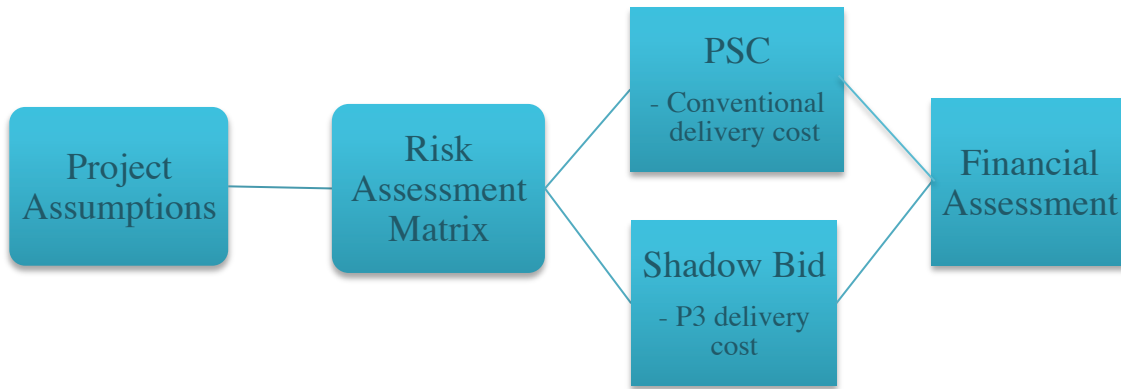 Project
Assumptions
Risk
Assessment
Matrix
PSC
- Conventional
delivery cost
Shadow Bid
- P3 delivery
cost
Financial
Assessment